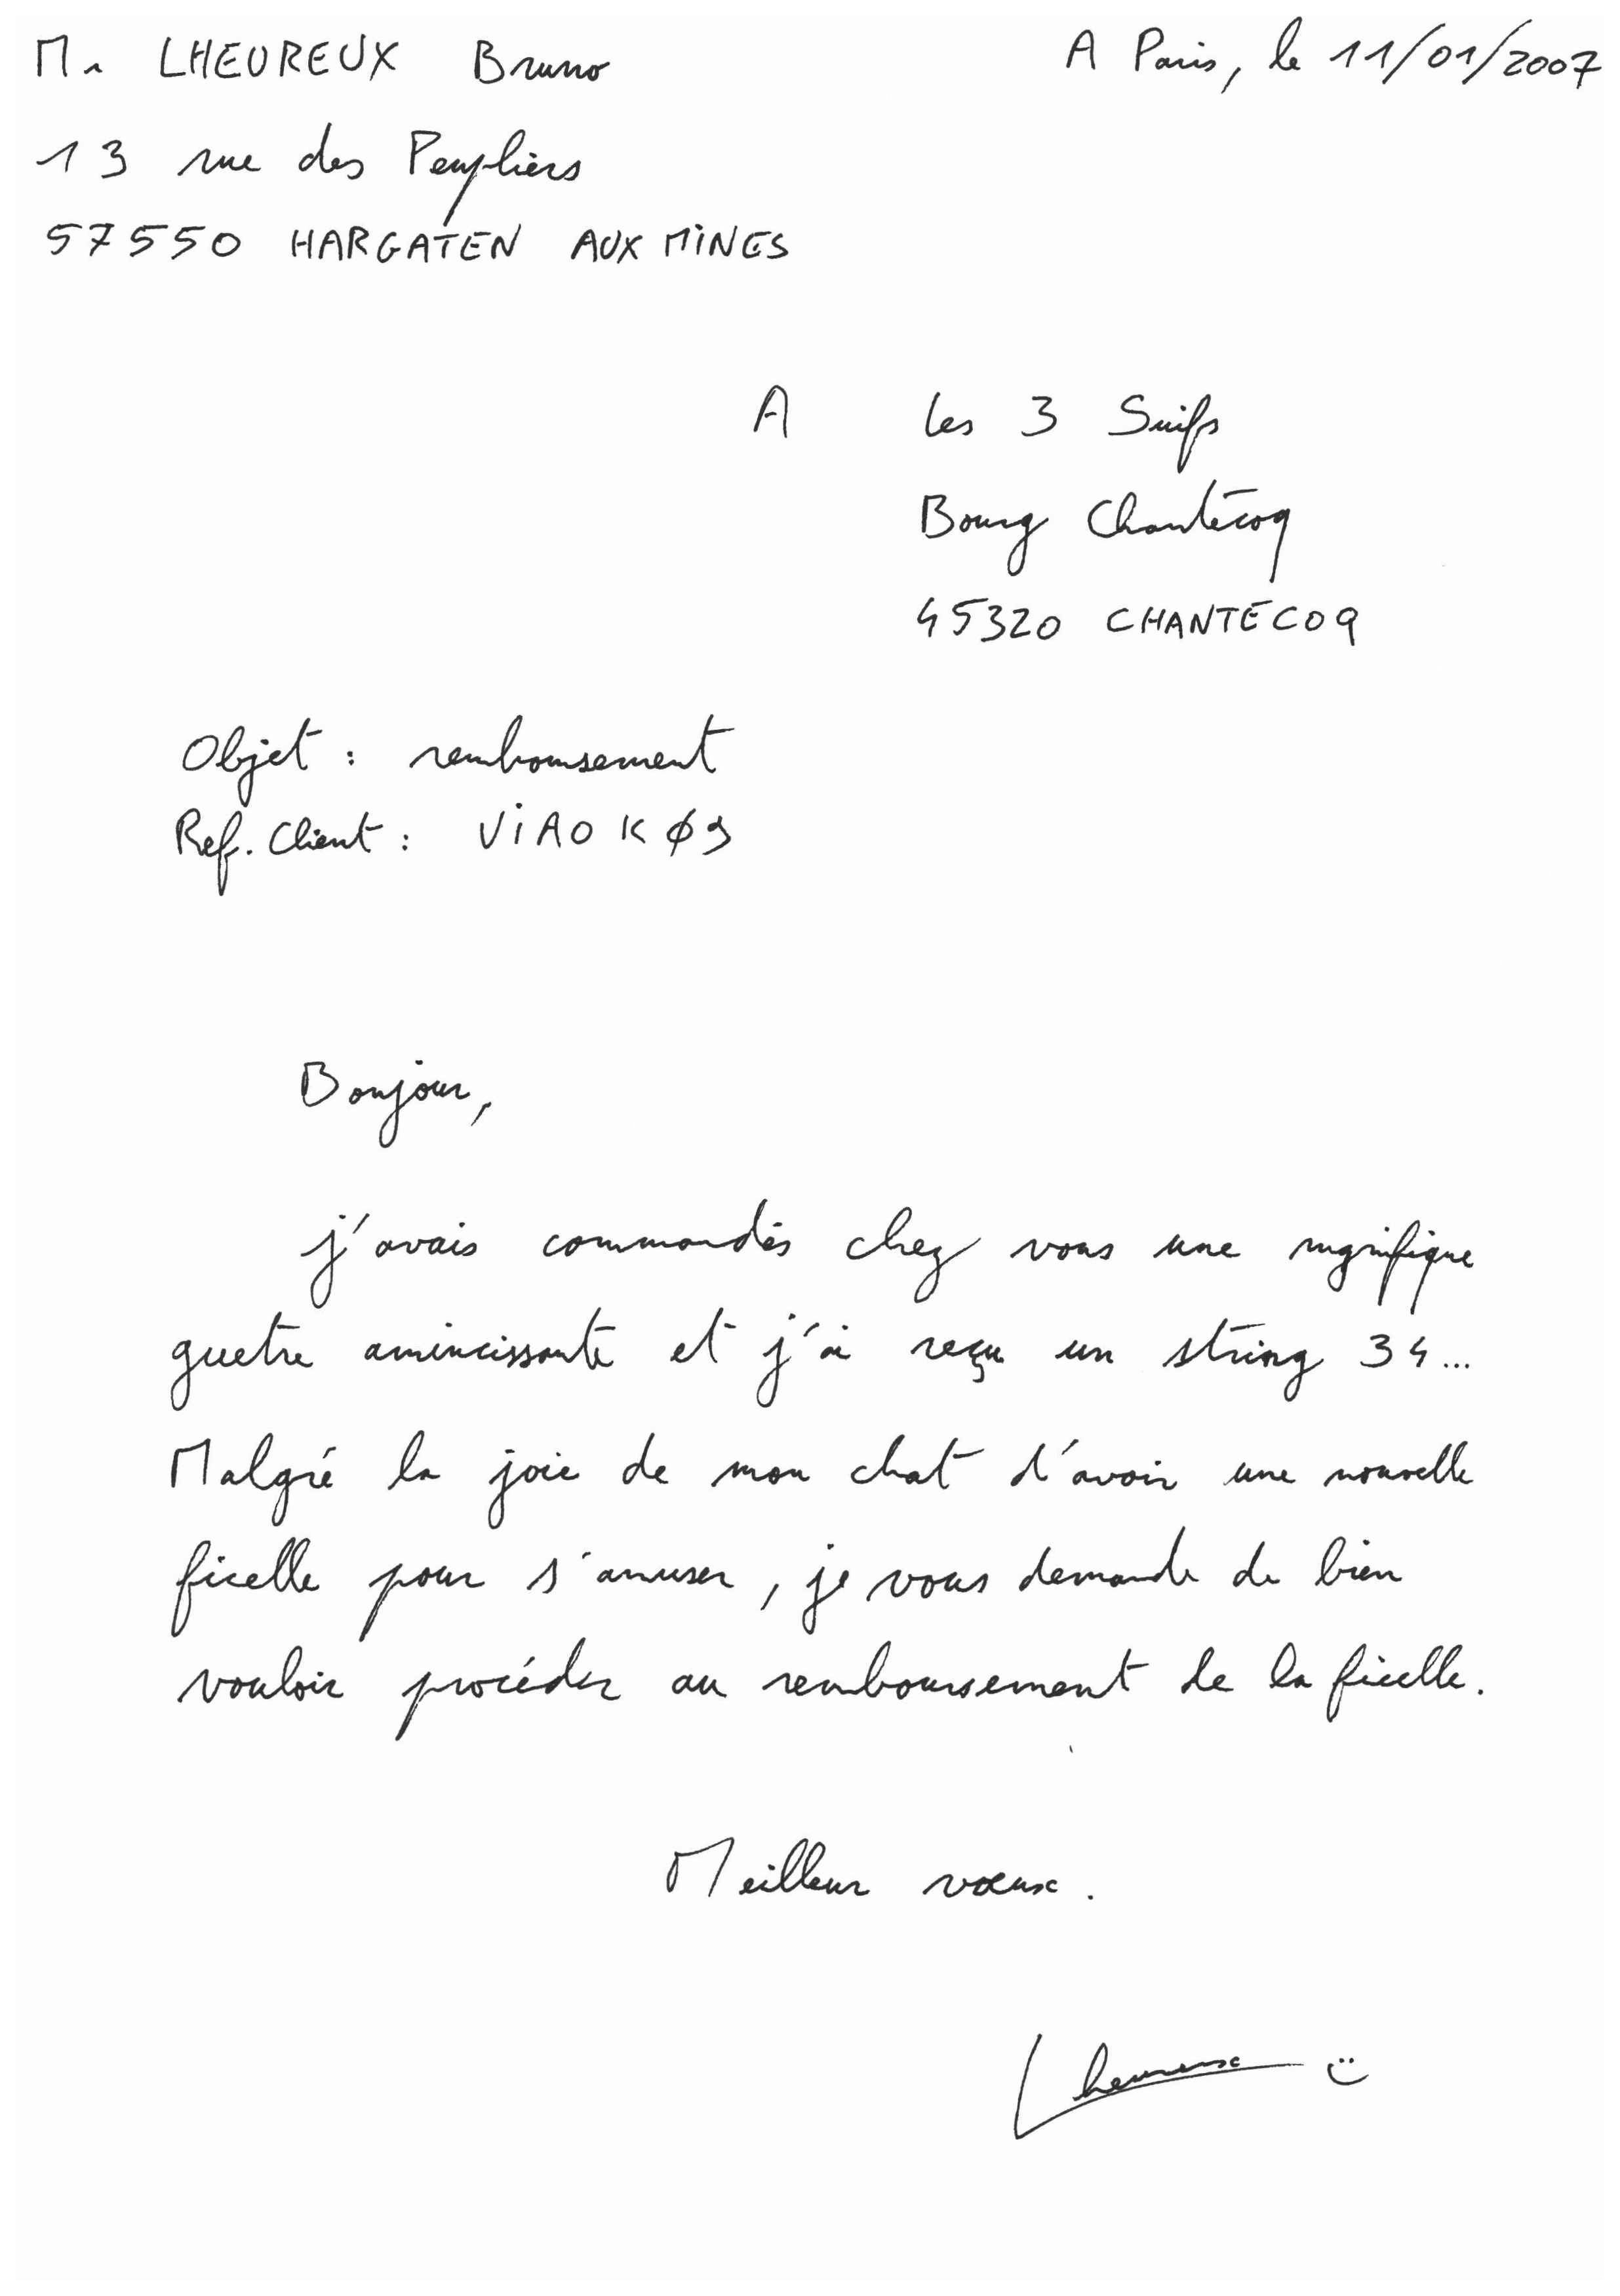 Mr LHEUREUX Bruno
A Paris, le 11/01/2007
13 rue des Peupliers
57550 HARGATEN AUX MINES
A Les 3 Suifs
Bourg Chantecoq
45320 CHANTECOQ
Objet : remboursement
Ref. Client : ViAOKØ9
Bonjour,
j'avais commandés chez vous une mgnifique
guetre amincissante et j'ai reçu un string 34...
Malgré la joie de mon chat d'avoir une nouvelle
ficelle pour s'amuser, je vous demande de bien
vouloir procéder au remboursement de la ficelle.
Meilleur vœux.
Lheureux :)